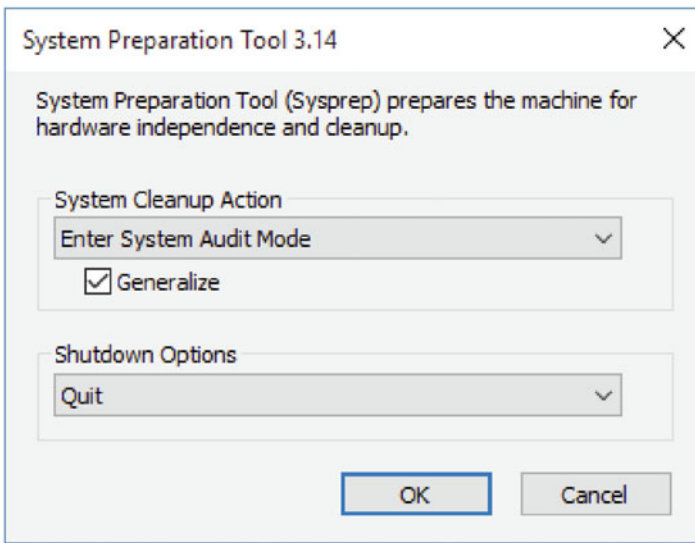 System Preparation Tool 3.14
System Preparation Tool (Sysprep) prepares the machine for
hardware independence and cleanup.
System Cleanup Action
Enter System Audit Mode
Generalize
Shutdown Options
Quit
OK Cancel